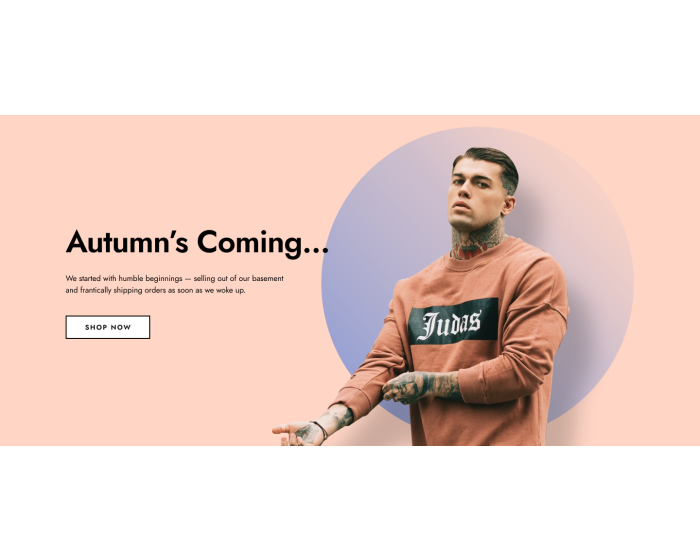 Autumn's Coming...
We started with humble beginnings — selling out of our basement
and frantically shipping orders as soon as we woke up.
SHOP NOW
Judas